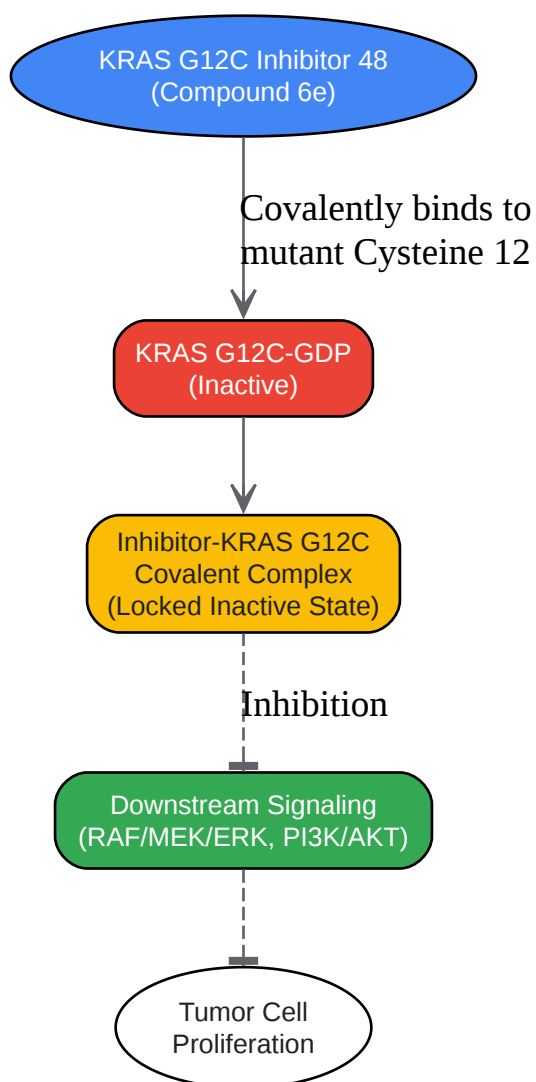 KRAS G12C Inhibitor 48
(Compound 6e)
Covalently binds to
mutant Cysteine 12
KRAS G12C-GDP
(Inactive)
Inhibitor-KRAS G12C
Covalent Complex
(Locked Inactive State)
Inhibition
Downstream Signaling
(RAF/MEK/ERK, PI3K/AKT)
Tumor Cell
Proliferation